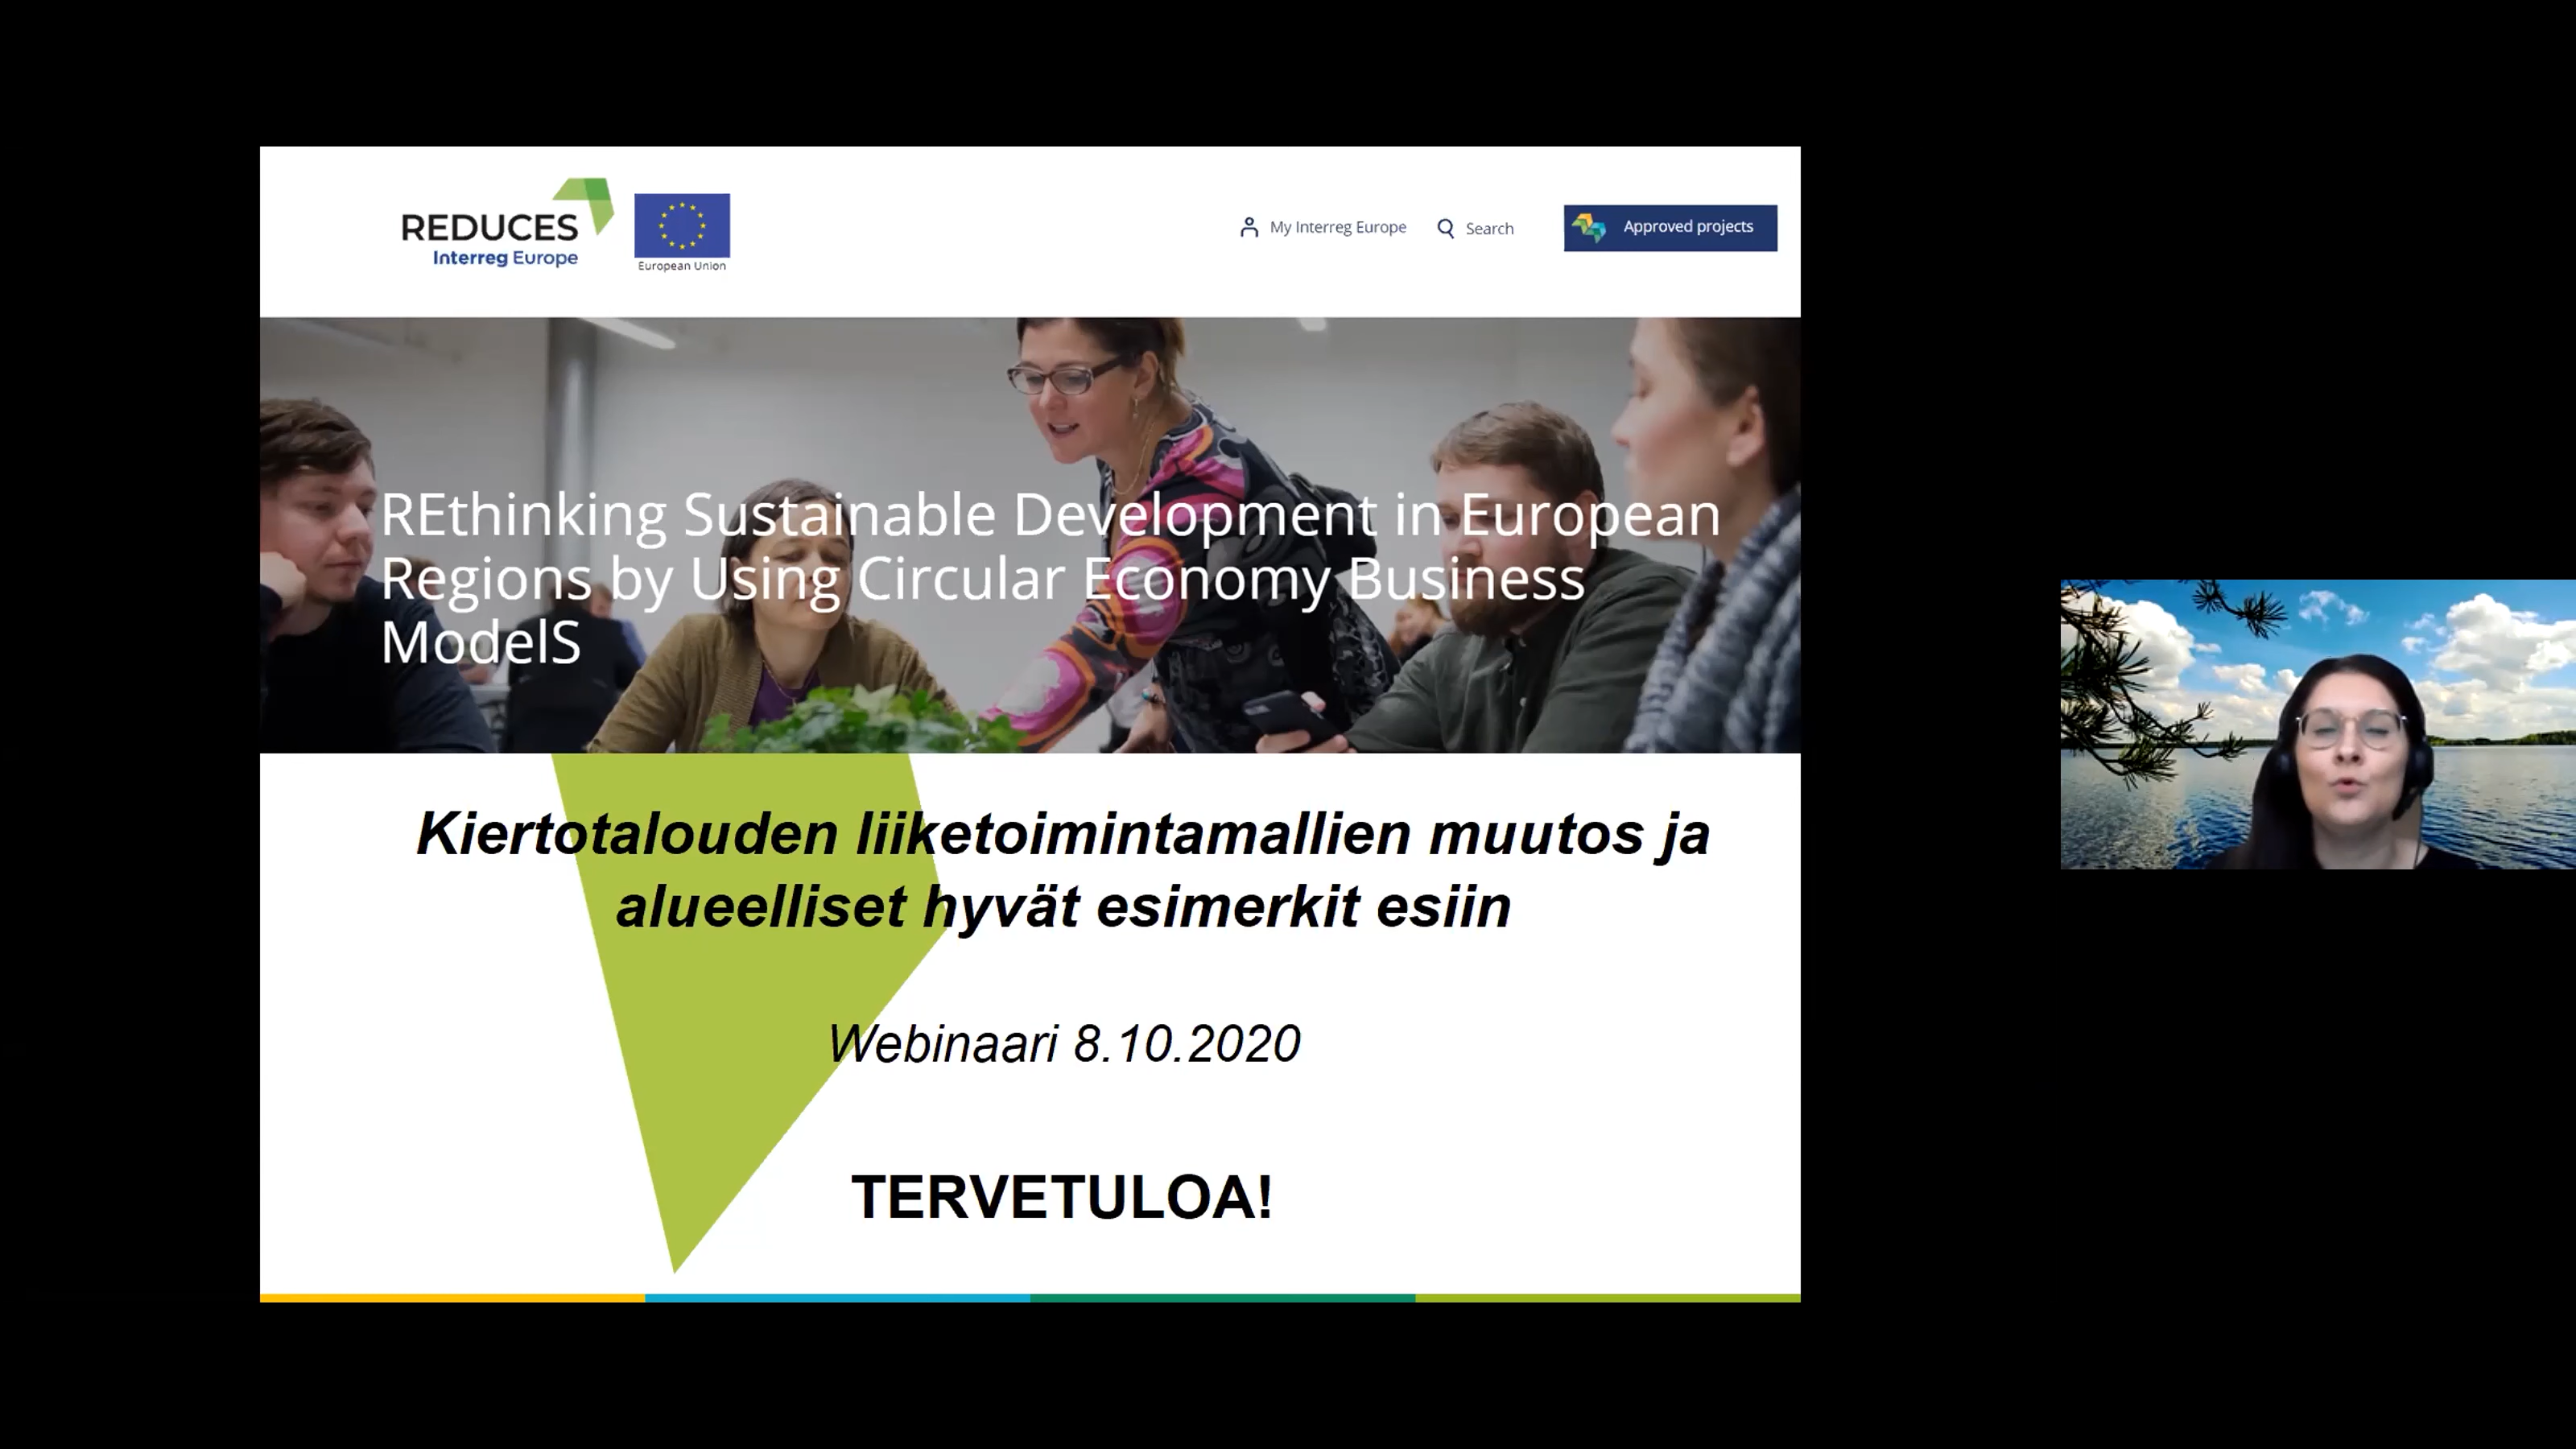 REDUCES
Interreg Europe
European Union
My Interreg Europe
Search
Approved projects
REthinking Sustainable Development in European
Regions by Using Circular Economy Business
ModelS
Kiertotalouden liiketoimintamallien muutos ja
alueelliset hyvät esimerkit esiin
Webinaari 8.10.2020
TERVETULOA!